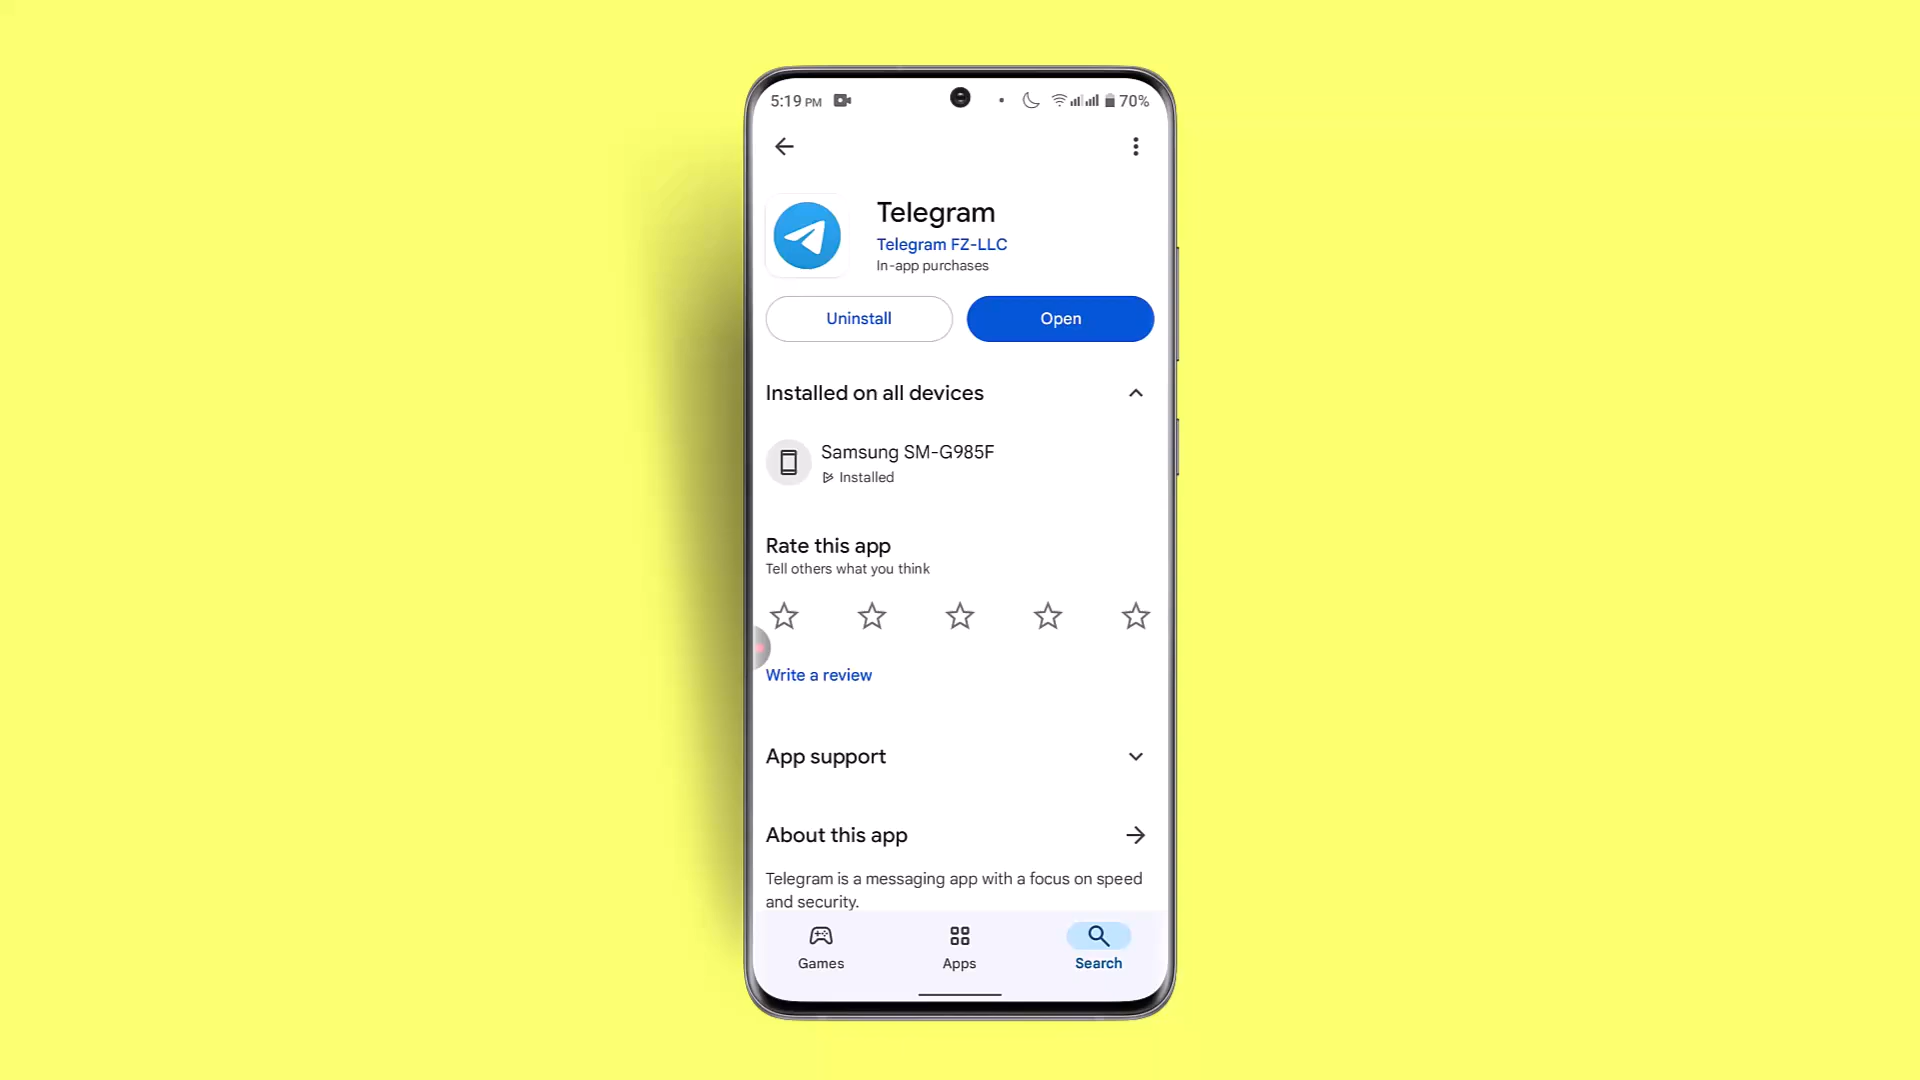 5:19 PM 70%
Telegram
Telegram FZ-LLC
In-app purchases
Uninstall Open
Installed on all devices
Samsung SM-G985F
Installed
Rate this app
Tell others what you think
Write a review
App support
About this app
Telegram is a messaging app with a focus on speed
and security.
Games Apps Search